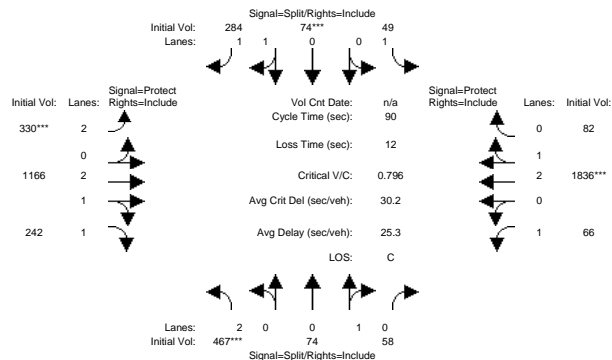 Signal=Split/Rights=Include
Initial Vol: 284 74*** 49
Lanes: 1 1 0 0 1
Signal=Protect Signal=Protect
Initial Vol: Lanes: Rights=Include Vol Cnt Date: n/a Rights=Include Lanes: Initial Vol:
Cycle Time (sec): 90
330*** 2 0 82
Loss Time (sec): 12
0 1
1166 2 Critical V/C: 0.796 2 1836***
1 Avg Crit Del (sec/veh): 30.2 0
242 1 Avg Delay (sec/veh): 25.3 1 66
LOS: C
Lanes: 2 0 0 1 0
Initial Vol: 467*** 74 58
Signal=Split/Rights=Include